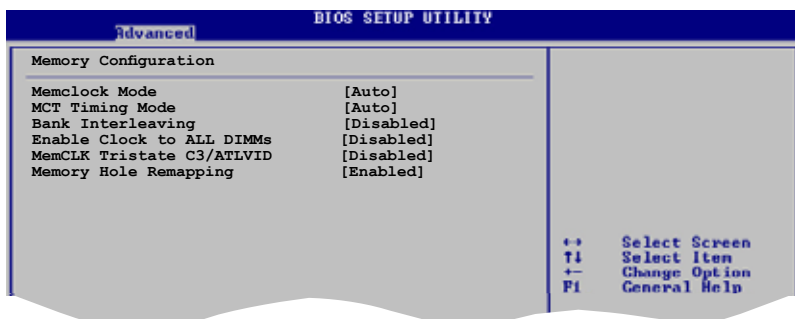 BIOS SETUP UTILITY
Advanced
Memory Configuration
Memclock Mode [Auto]
MCT Timing Mode [Auto]
Bank Interleaving [Disabled]
Enable Clock to ALL DIMMs [Disabled]
MemCLK Tristate C3/ATLVID [Disabled]
Memory Hole Remapping [Enabled]
↔ Select Screen
↑↓ Select Item
+- Change Option
F1 General Help